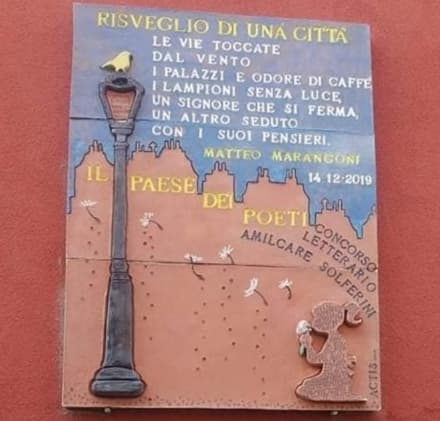 RISVEGLIO DI UNA CITTÀ
LE VIE TOCCATE
DAL VENTO
I PALAZZI E ODORE DI CAFFÈ
I LAMPIONI SENZA LUCE,
UN SIGNORE CHE SI FERMA,
UN ALTRO SEDUTO
CON I SUOI PENSIERI.
MATTEO MARANGONI
14-12-2019
IL PAESE DEI POETI
CONCORSO
LETTERARIO
AMILCARE SOLFERINI
ACTIS